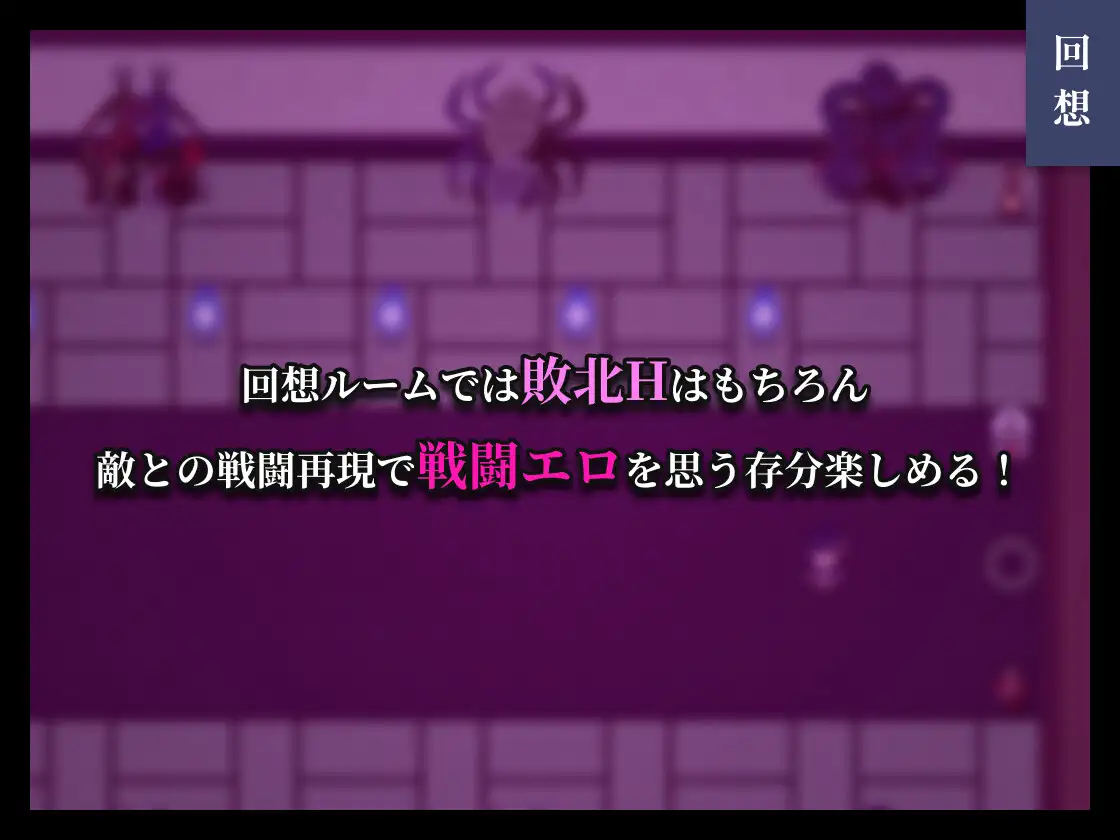 回想
回想ルームでは敗北Hはもちろん
敵との戦闘再現で戦闘エロを思う存分楽しめる！